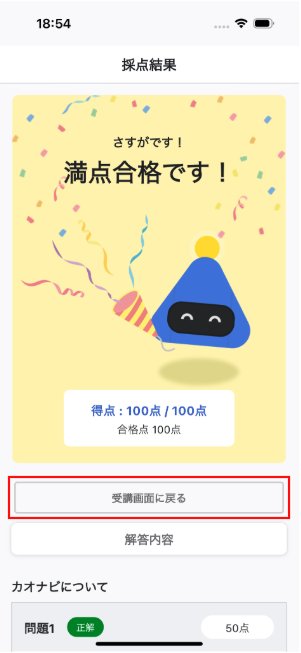 18:54
採点結果
さすがです！
満点合格です！
得点 : 100点 / 100点
合格点 100点
受講画面に戻る
解答内容
カオナビについて
問題1 正解 50点